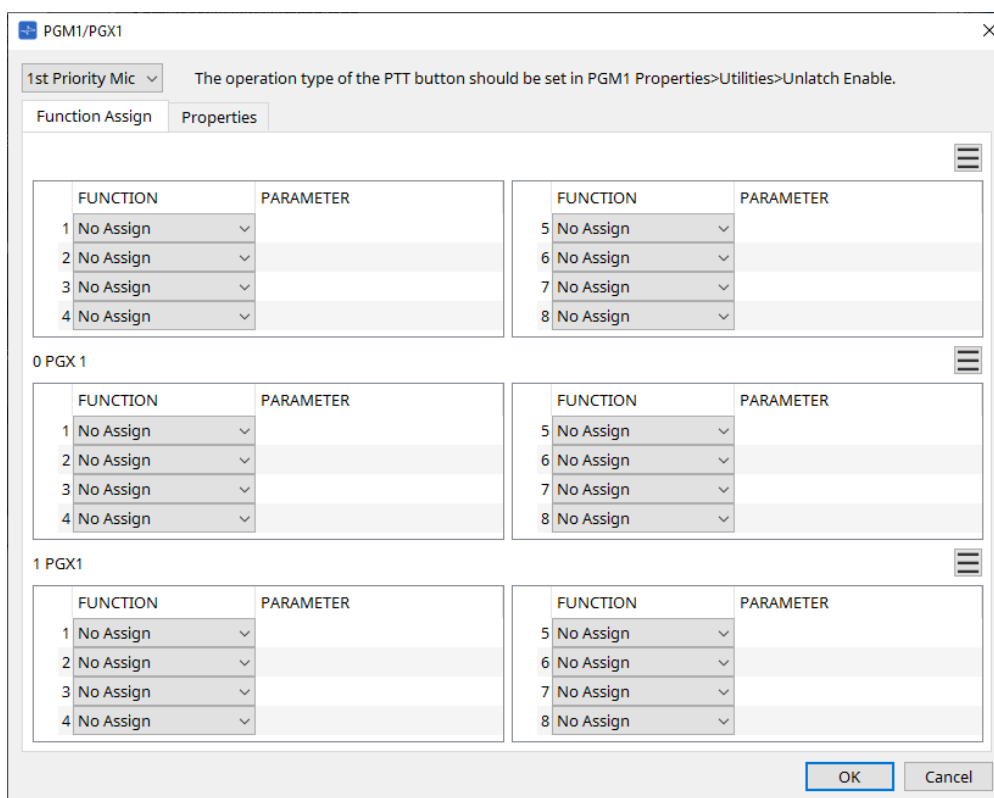 PGM1/PGX1
1st Priority Mic The operation type of the PTT button should be set in PGM1 Properties>Utilities>Unlatch Enable.
Function Assign Properties
FUNCTION PARAMETER FUNCTION PARAMETER
1 No Assign 5 No Assign
2 No Assign 6 No Assign
3 No Assign 7 No Assign
4 No Assign 8 No Assign
0 PGX 1
FUNCTION PARAMETER FUNCTION PARAMETER
1 No Assign 5 No Assign
2 No Assign 6 No Assign
3 No Assign 7 No Assign
4 No Assign 8 No Assign
1 PGX1
FUNCTION PARAMETER FUNCTION PARAMETER
1 No Assign 5 No Assign
2 No Assign 6 No Assign
3 No Assign 7 No Assign
4 No Assign 8 No Assign
OK Cancel